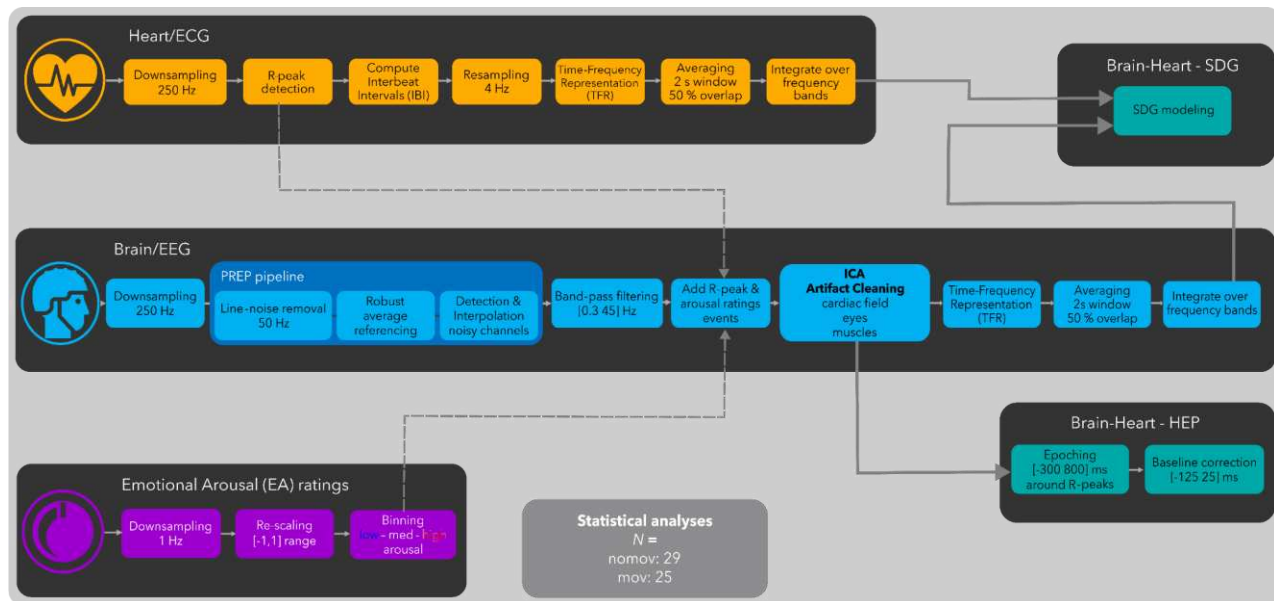 Heart/ECG
Downsampling
250 Hz
R-peak
detection
Compute
Interbeat
Intervals (IBI)
Resampling
4 Hz
Time-Frequency
Representation
(TFR)
Averaging
2 s window
50 % overlap
Integrate over
frequency
bands
Brain-Heart - SDG
SDG modeling
Brain/EEG
Downsampling
250 Hz
PREP pipeline
Line-noise removal
50 Hz
Robust
average
referencing
Detection &
Interpolation
noisy channels
Band-pass filtering
[0.3 45] Hz
Add R-peak &
arousal ratings
events
ICA
Artifact Cleaning
cardiac field
eyes
muscles
Time-Frequency
Representation
(TFR)
Averaging
2s window
50 % overlap
Integrate over
frequency bands
Brain-Heart - HEP
Epoching
[-300 800] ms
around R-peaks
Baseline correction
[-125 25] ms
Emotional Arousal (EA) ratings
Downsampling
1 Hz
Re-scaling
[-1,1] range
Binning
low - med - high
arousal
Statistical analyses
N =
nomov: 29
mov: 25